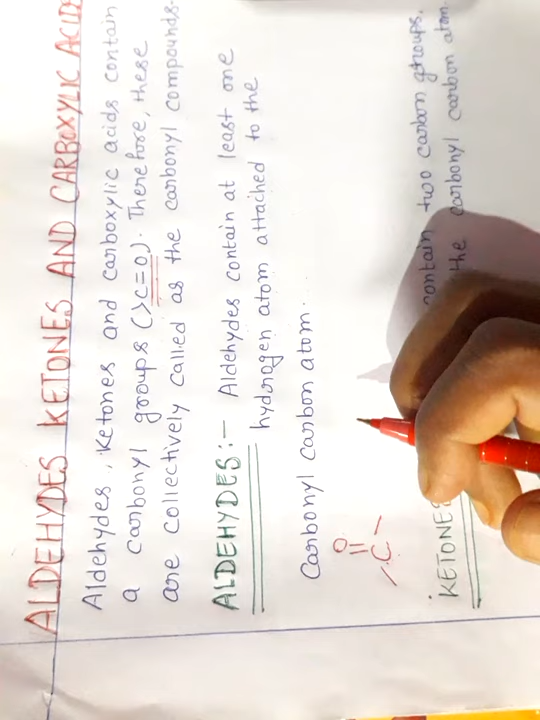 ALDEHYDES KETONES AND CARBOXYLIC ACIDS
Aldehydes, Ketones and carboxylic acids contain
a carbonyl groups (>C=O). Therefore, these
are collectively called as the carbonyl compounds.
ALDEHYDES:- Aldehydes contain at least one
hydrogen atom attached to the
Carbonyl Carbon atom.
O
C
KETONES contain two carbon groups.
the carbonyl carbon atom.